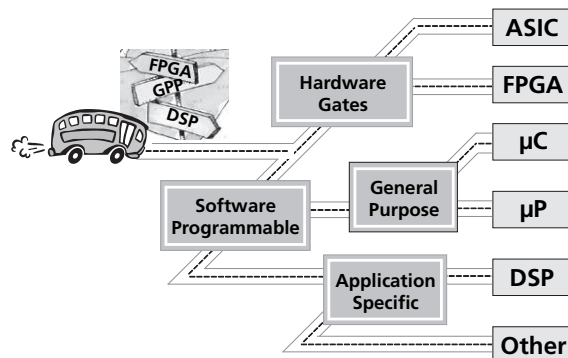 ASIC
FPGA
GPP
DSP
Hardware
Gates
FPGA
µC
Software
Programmable
General
Purpose
µP
Application
Specific
DSP
Other